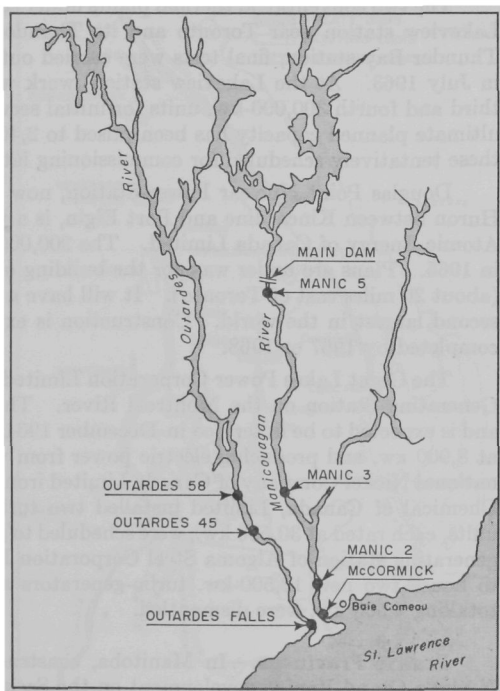 River
Outardes
MAIN DAM
MANIC 5
River
Manicouagan
OUTARDES 65
MANIC 3
OUTARDES 45
MANIC 2
McCORMICK
Baie Comeau
OUTARDES FALLS
St. Lawrence
River